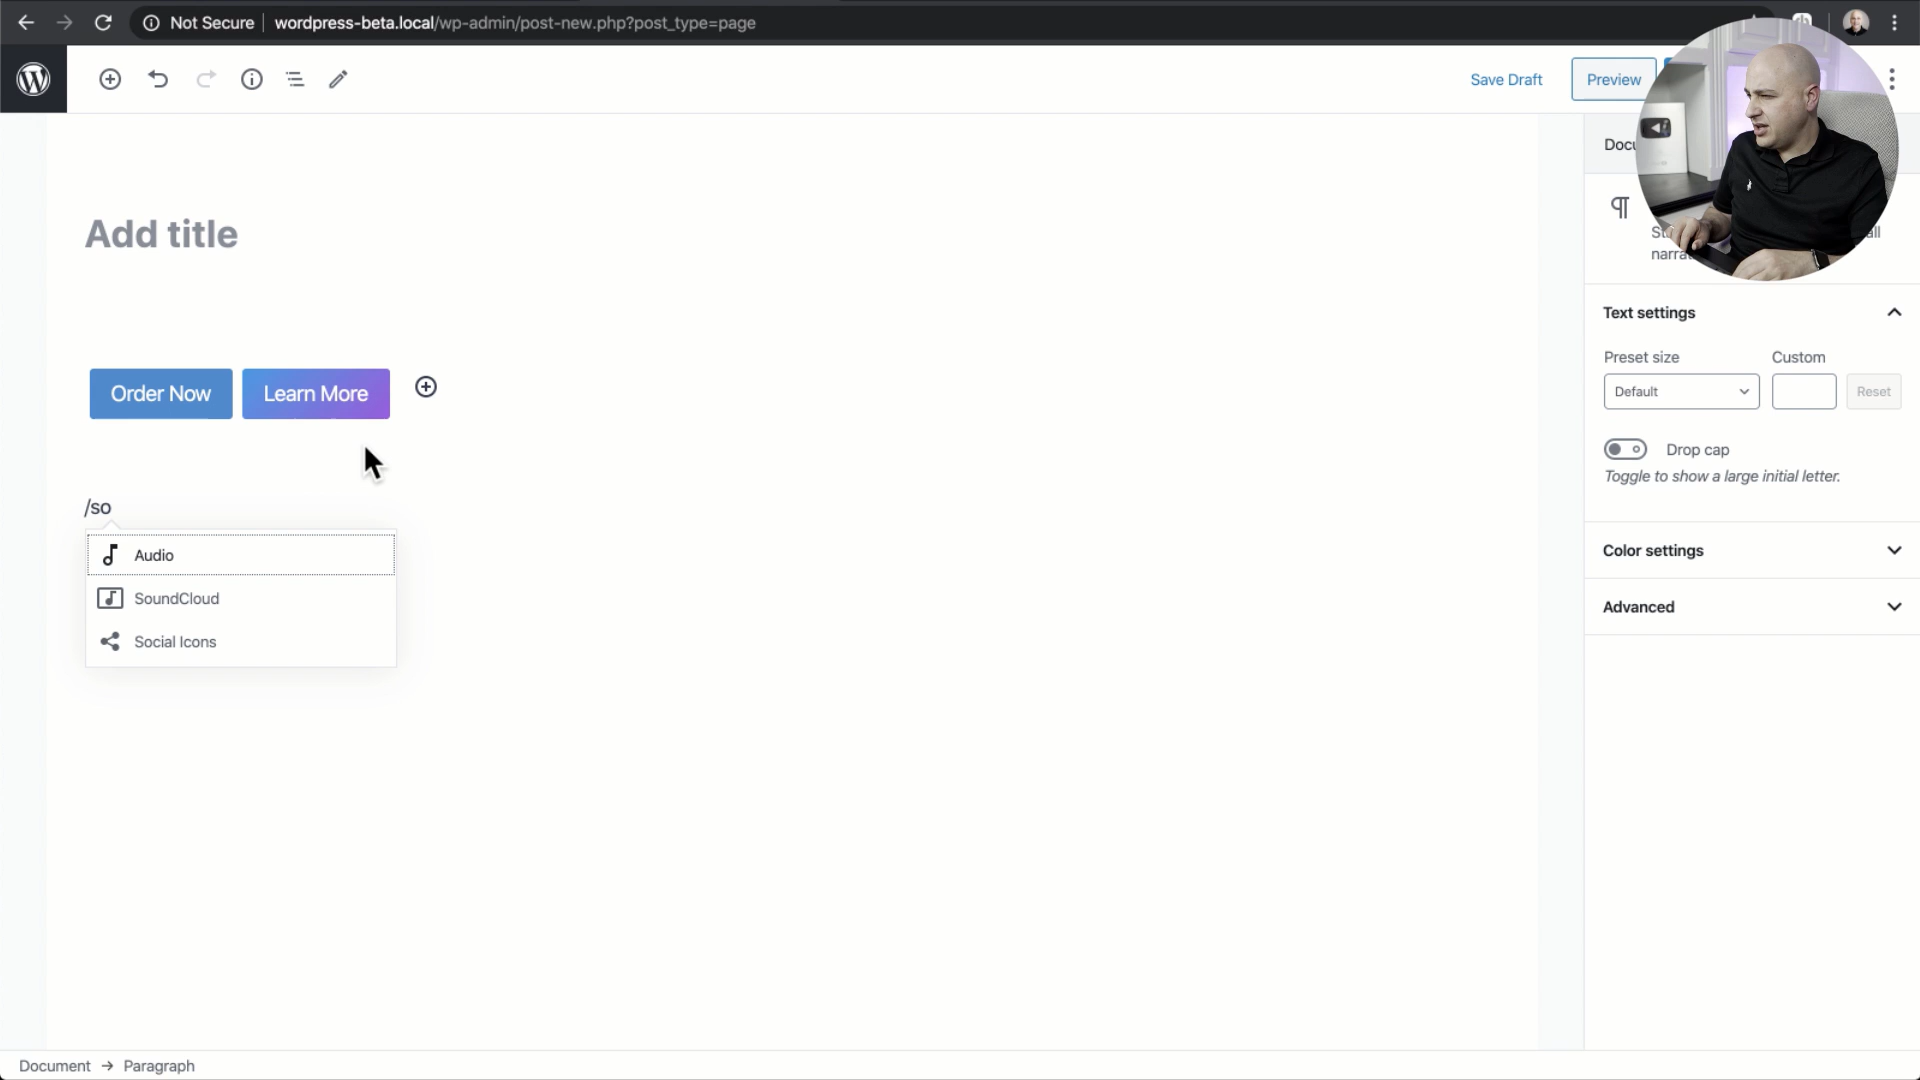 Not Secure | wordpress-beta.local/wp-admin/post-new.php?post_type=page
Save Draft
Preview
Add title
narra
Text settings
Preset size
Custom
Default
Reset
Drop cap
Toggle to show a large initial letter.
Order Now
Learn More
/so
Audio
SoundCloud
Social Icons
Color settings
Advanced
Document → Paragraph